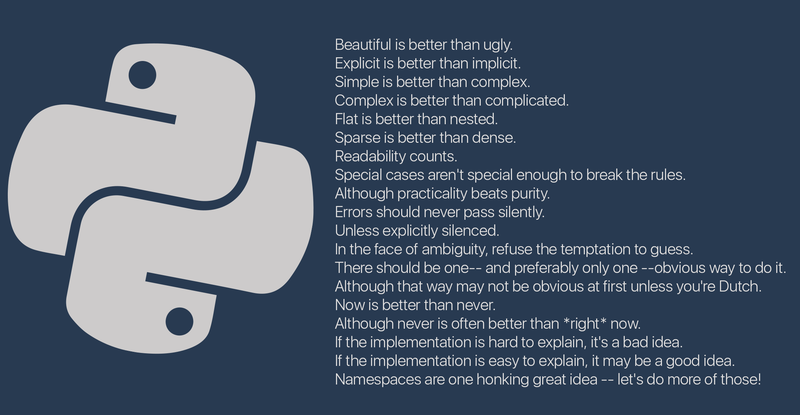 Beautiful is better than ugly.
Explicit is better than implicit.
Simple is better than complex.
Complex is better than complicated.
Flat is better than nested.
Sparse is better than dense.
Readability counts.
Special cases aren't special enough to break the rules.
Although practicality beats purity.
Errors should never pass silently.
Unless explicitly silenced.
In the face of ambiguity, refuse the temptation to guess.
There should be one-- and preferably only one --obvious way to do it.
Although that way may not be obvious at first unless you're Dutch.
Now is better than never.
Although never is often better than *right* now.
If the implementation is hard to explain, it's a bad idea.
If the implementation is easy to explain, it may be a good idea.
Namespaces are one honking great idea -- let's do more of those!